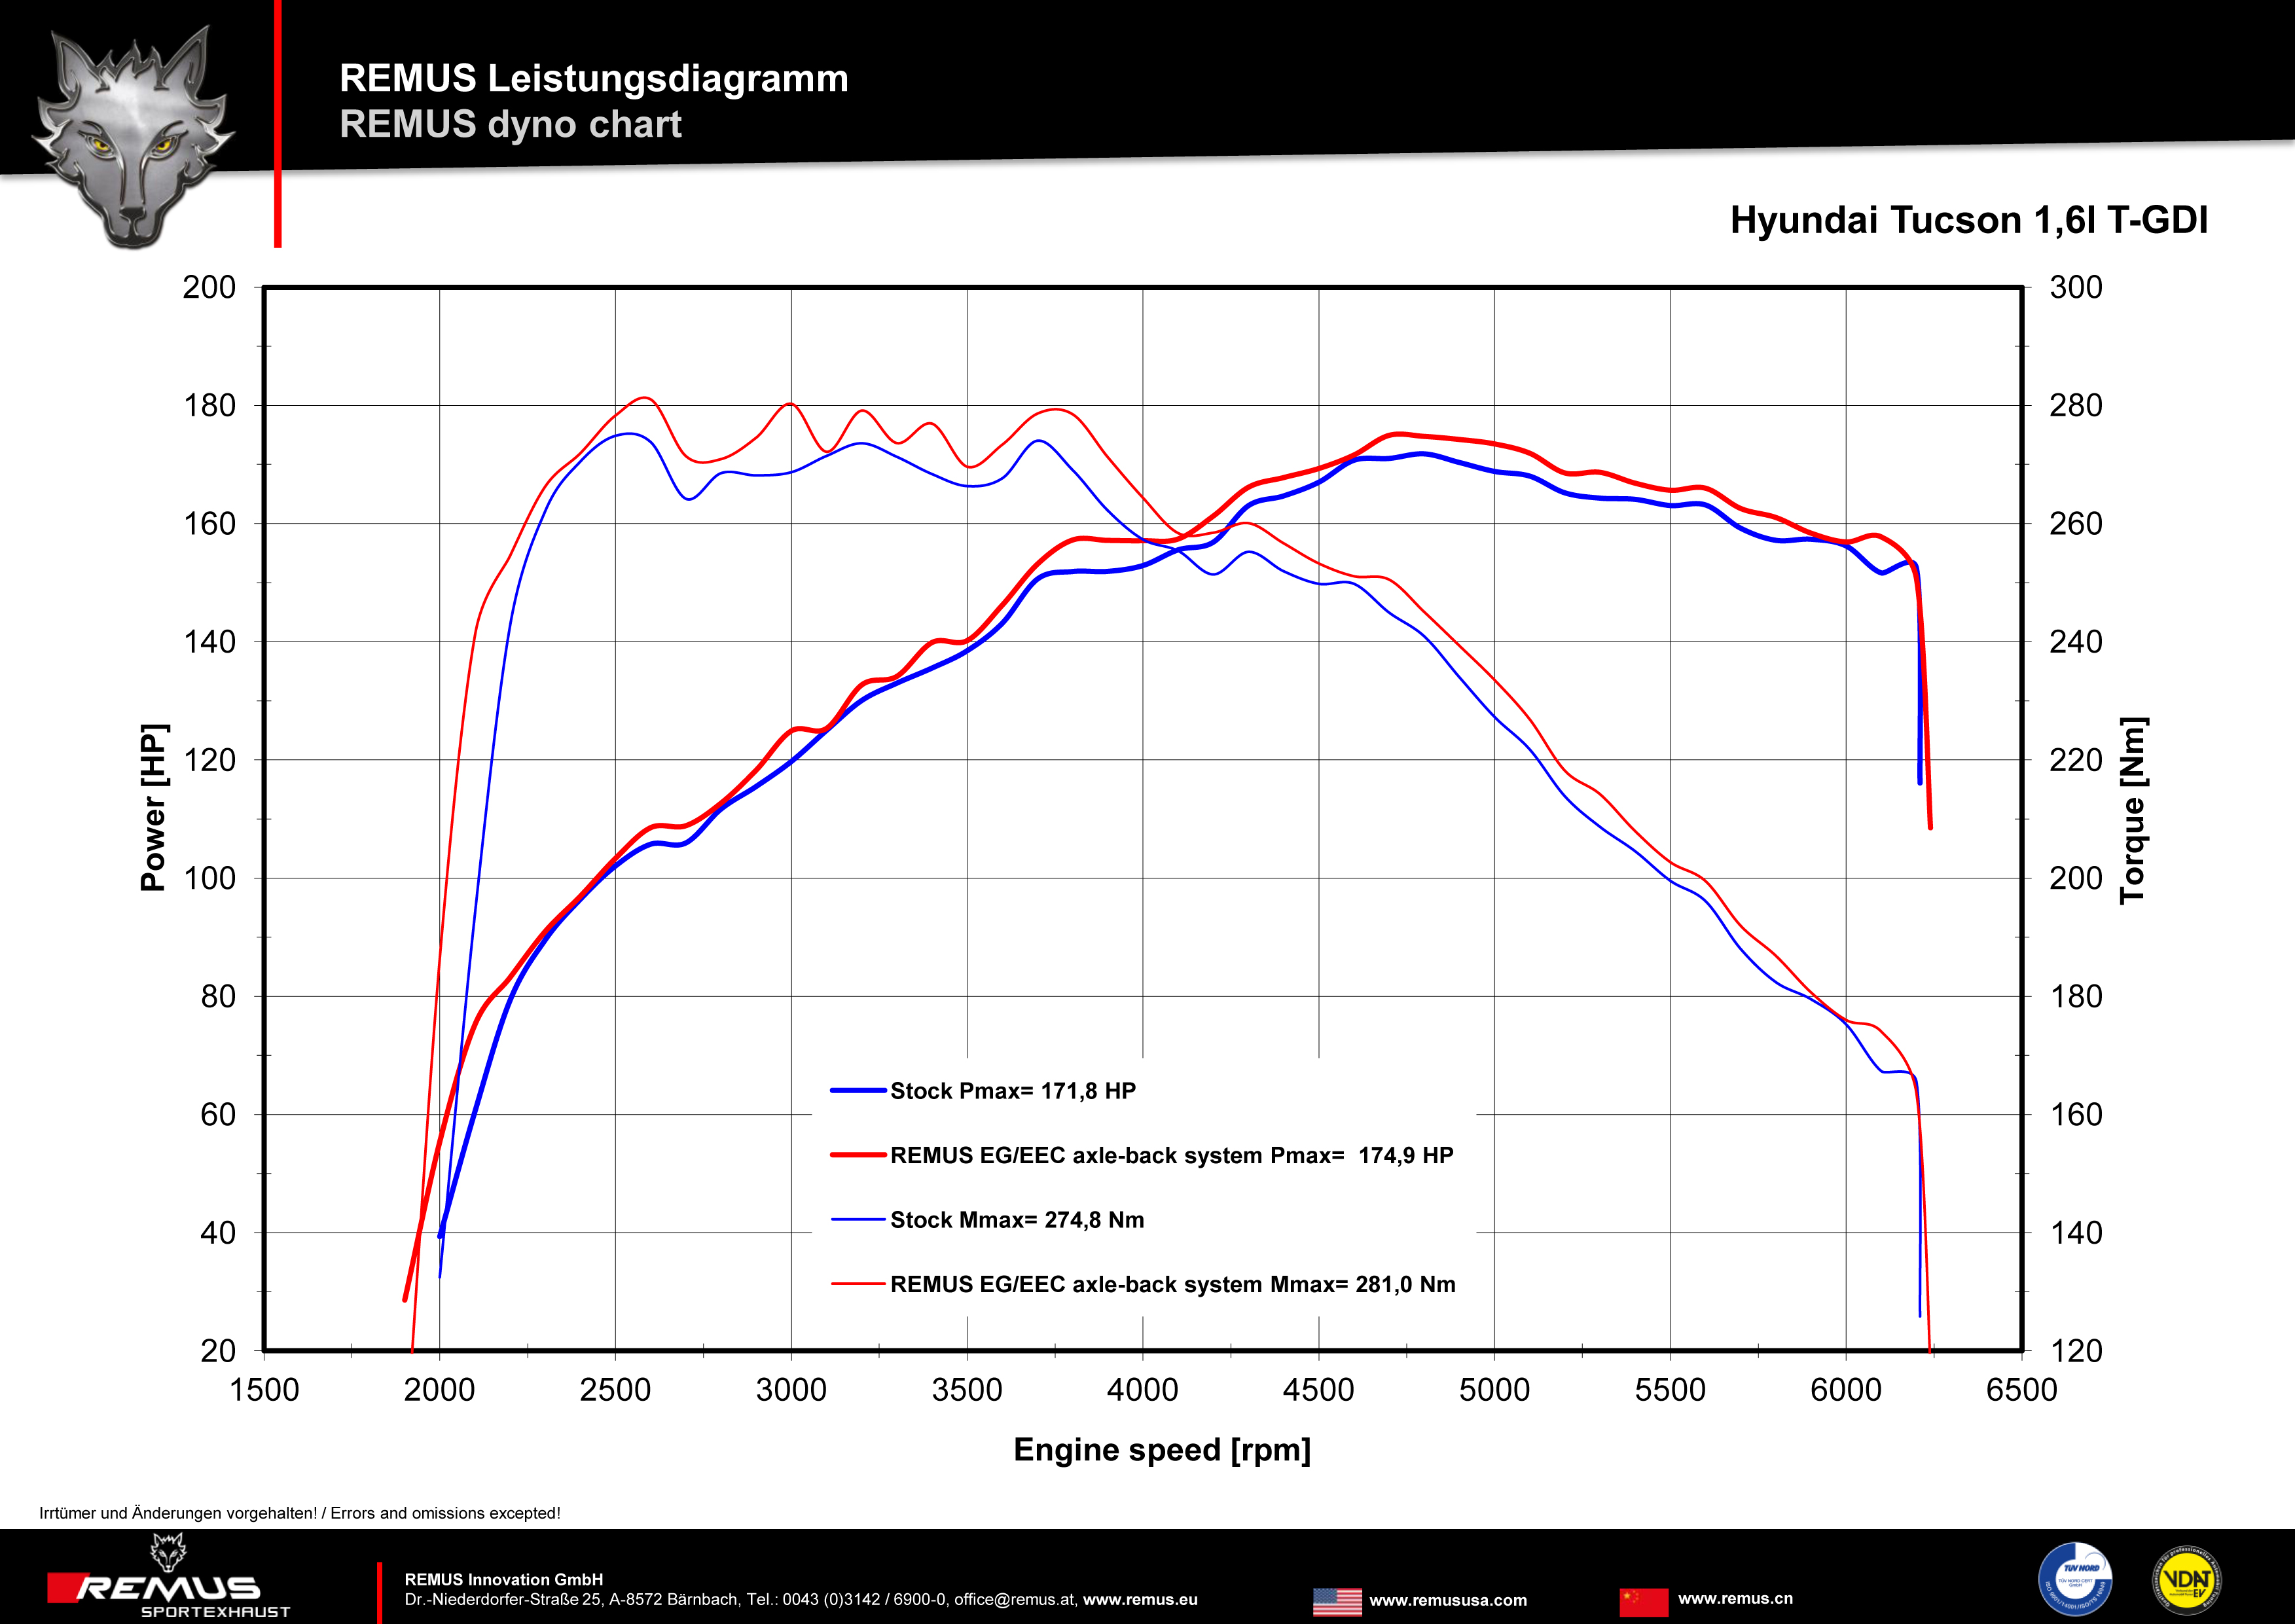 REMUS Leistungsdiagramm
REMUS dyno chart
Hyundai Tucson 1,6l T-GDI
200
180
160
140
120
100
80
60
40
20
Power [HP]
300
280
260
240
220
200
180
160
140
120
Torque [Nm]
Stock Pmax= 171,8 HP
REMUS EG/EEC axle-back system Pmax=  174,9 HP
Stock Mmax= 274,8 Nm
REMUS EG/EEC axle-back system Mmax= 281,0 Nm
1500 2000 2500 3000 3500 4000 4500 5000 5500 6000 6500
Engine speed [rpm]
Irrtümer und Änderungen vorgehalten! / Errors and omissions excepted!
REMUS
SPORTEXHAUST
REMUS Innovation GmbH
Dr.-Niederdorfer-Straße 25, A-8572 Bärnbach, Tel.: 0043 (0)3142 / 6900-0, office@remus.at, www.remus.eu
www.remususa.com
www.remus.cn
TÜV NORD
TÜV NORD CERT
GmbH
VDAT
EV